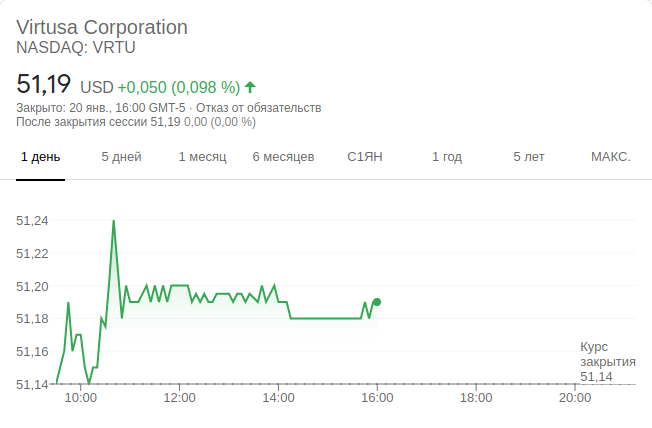 Virtusa Corporation
NASDAQ: VRTU
51,19 USD +0,050 (0,098 %)
Закрыто: 20 янв., 16:00 GMT-5 · Отказ от обязательств
После закрытия сессии 51,19 0,00 (0,00 %)
1 день 5 дней 1 месяц 6 месяцев С1ЯН 1 год 5 лет МАКС.
51,24
51,22
51,20
51,18
51,16
51,14
Курс
закрытия
51,14
10:00 12:00 14:00 16:00 18:00 20:00